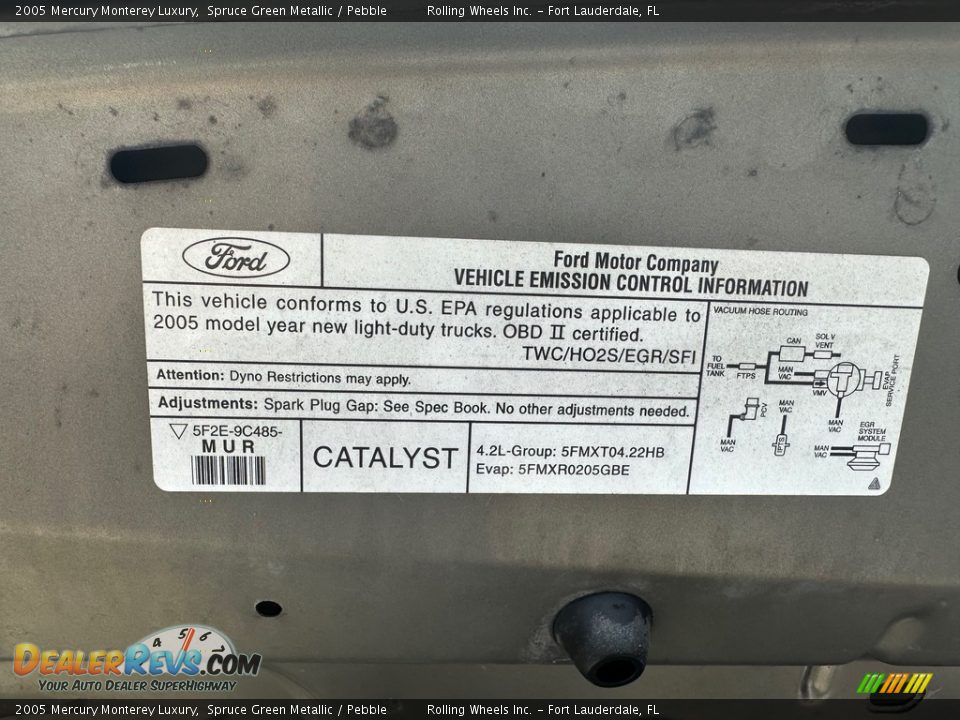 2005 Mercury Monterey Luxury, Spruce Green Metallic / Pebble Rolling Wheels Inc. - Fort Lauderdale, FL
Ford
Ford Motor Company
VEHICLE EMISSION CONTROL INFORMATION
This vehicle conforms to U.S. EPA regulations applicable to
2005 model year new light-duty trucks. OBD II certified.
TWC/HO2S/EGR/SFI
Attention: Dyno Restrictions may apply.
Adjustments: Spark Plug Gap: See Spec Book. No other adjustments needed.
5F2E-9C485-
MUR
CATALYST
4.2L-Group: 5FMXT04.22HB
Evap: 5FMXR0205GBE
VACUUM HOSE ROUTING
TO
FUEL
TANK
FTPS
CAN
SOL V
VENT
MAN
VAC
VMV
EVAP
SERVICE PORT
MAN
VAC
PCV
MAN
VAC
MAN
VAC
IPTS
EGR
SYSTEM
MODULE
MAN
VAC
4 5 6
DEALERREVS.COM
YOUR AUTO DEALER SUPERHIGHWAY
2005 Mercury Monterey Luxury, Spruce Green Metallic / Pebble Rolling Wheels Inc. - Fort Lauderdale, FL